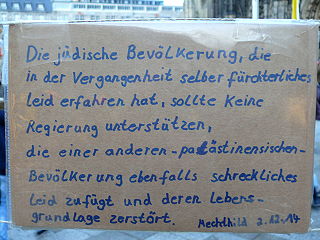 Die jüdische Bevölkerung, die
in der Vergangenheit selber fürchterliches
Leid erfahren hat, sollte keine
Regierung unterstützen,
die einer anderen - palästinensischen-
Bevölkerung ebenfalls schreckliches
Leid zufügt und deren Lebens-
grundlage zerstört. Mechthild 2.12.14